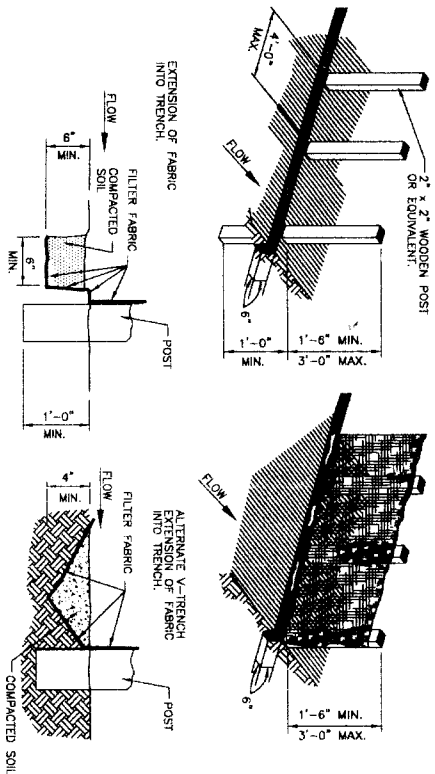 4'-0"
MAX.
2" x 2" WOODEN POST
OR EQUIVALENT.
FLOW
6"
1'-6" MIN.
3'-0" MAX.
1'-0"
MIN.
FLOW
6"
1'-6" MIN.
3'-0" MAX.
EXTENSION OF FABRIC
INTO TRENCH.
FLOW
FILTER FABRIC
COMPACTED
SOIL
6"
MIN.
6"
MIN.
POST
1'-0"
MIN.
ALTERNATE V-TRENCH
EXTENSION OF FABRIC
INTO TRENCH.
FLOW
FILTER FABRIC
4"
MIN.
POST
COMPACTED SOIL